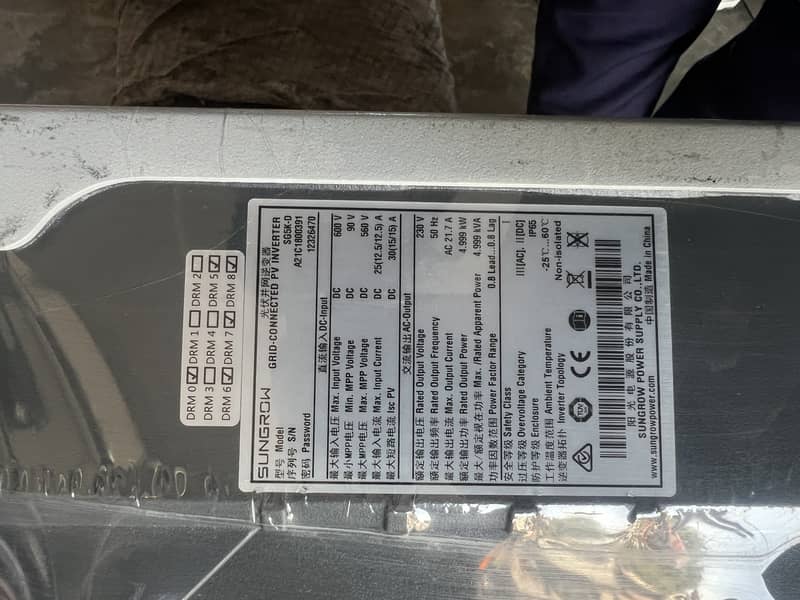 DRM 0 ☑ DRM 1 ☐ DRM 2 ☐
DRM 3 ☐ DRM 4 ☐ DRM 5 ☑
DRM 6 ☑ DRM 7 ☑ DRM 8 ☑
SUNGROW
光伏并网逆变器
GRID-CONNECTED PV INVERTER
型号 Model SG5K-D
序列号 S/N A21C1800391
密码 Password 12326470
直流输入 DC-Input
最大输入电压 Max. Input Voltage DC 600 V
最小MPP电压 Min. MPP Voltage DC 90 V
最大MPP电压 Max. MPP Voltage DC 560 V
最大输入电流 Max. Input Current DC 25(12.5/12.5) A
最大短路电流 Isc PV DC 30(15/15) A
交流输出 AC-Output
额定输出电压 Rated Output Voltage 230 V
额定输出频率 Rated Output Frequency 50 Hz
最大输出电流 Max. Output Current AC 21.7 A
额定输出功率 Rated Output Power 4.999 kW
最大/额定视在功率 Max. /Rated Apparent Power 4.999 kVA
功率因数范围 Power Factor Range 0.8 Lead...0.8 Lag
安全等级 Safety Class I
过压等级 Overvoltage Category III[AC], II[DC]
防护等级 Enclosure IP65
工作温度范围 Ambient Temperature -25℃...60℃
逆变器拓扑 Inverter Topology Non-isolated
CE
阳光电源股份有限公司
SUNGROW POWER SUPPLY CO.,LTD.
www.sungrowpower.com 中国制造 Made in China